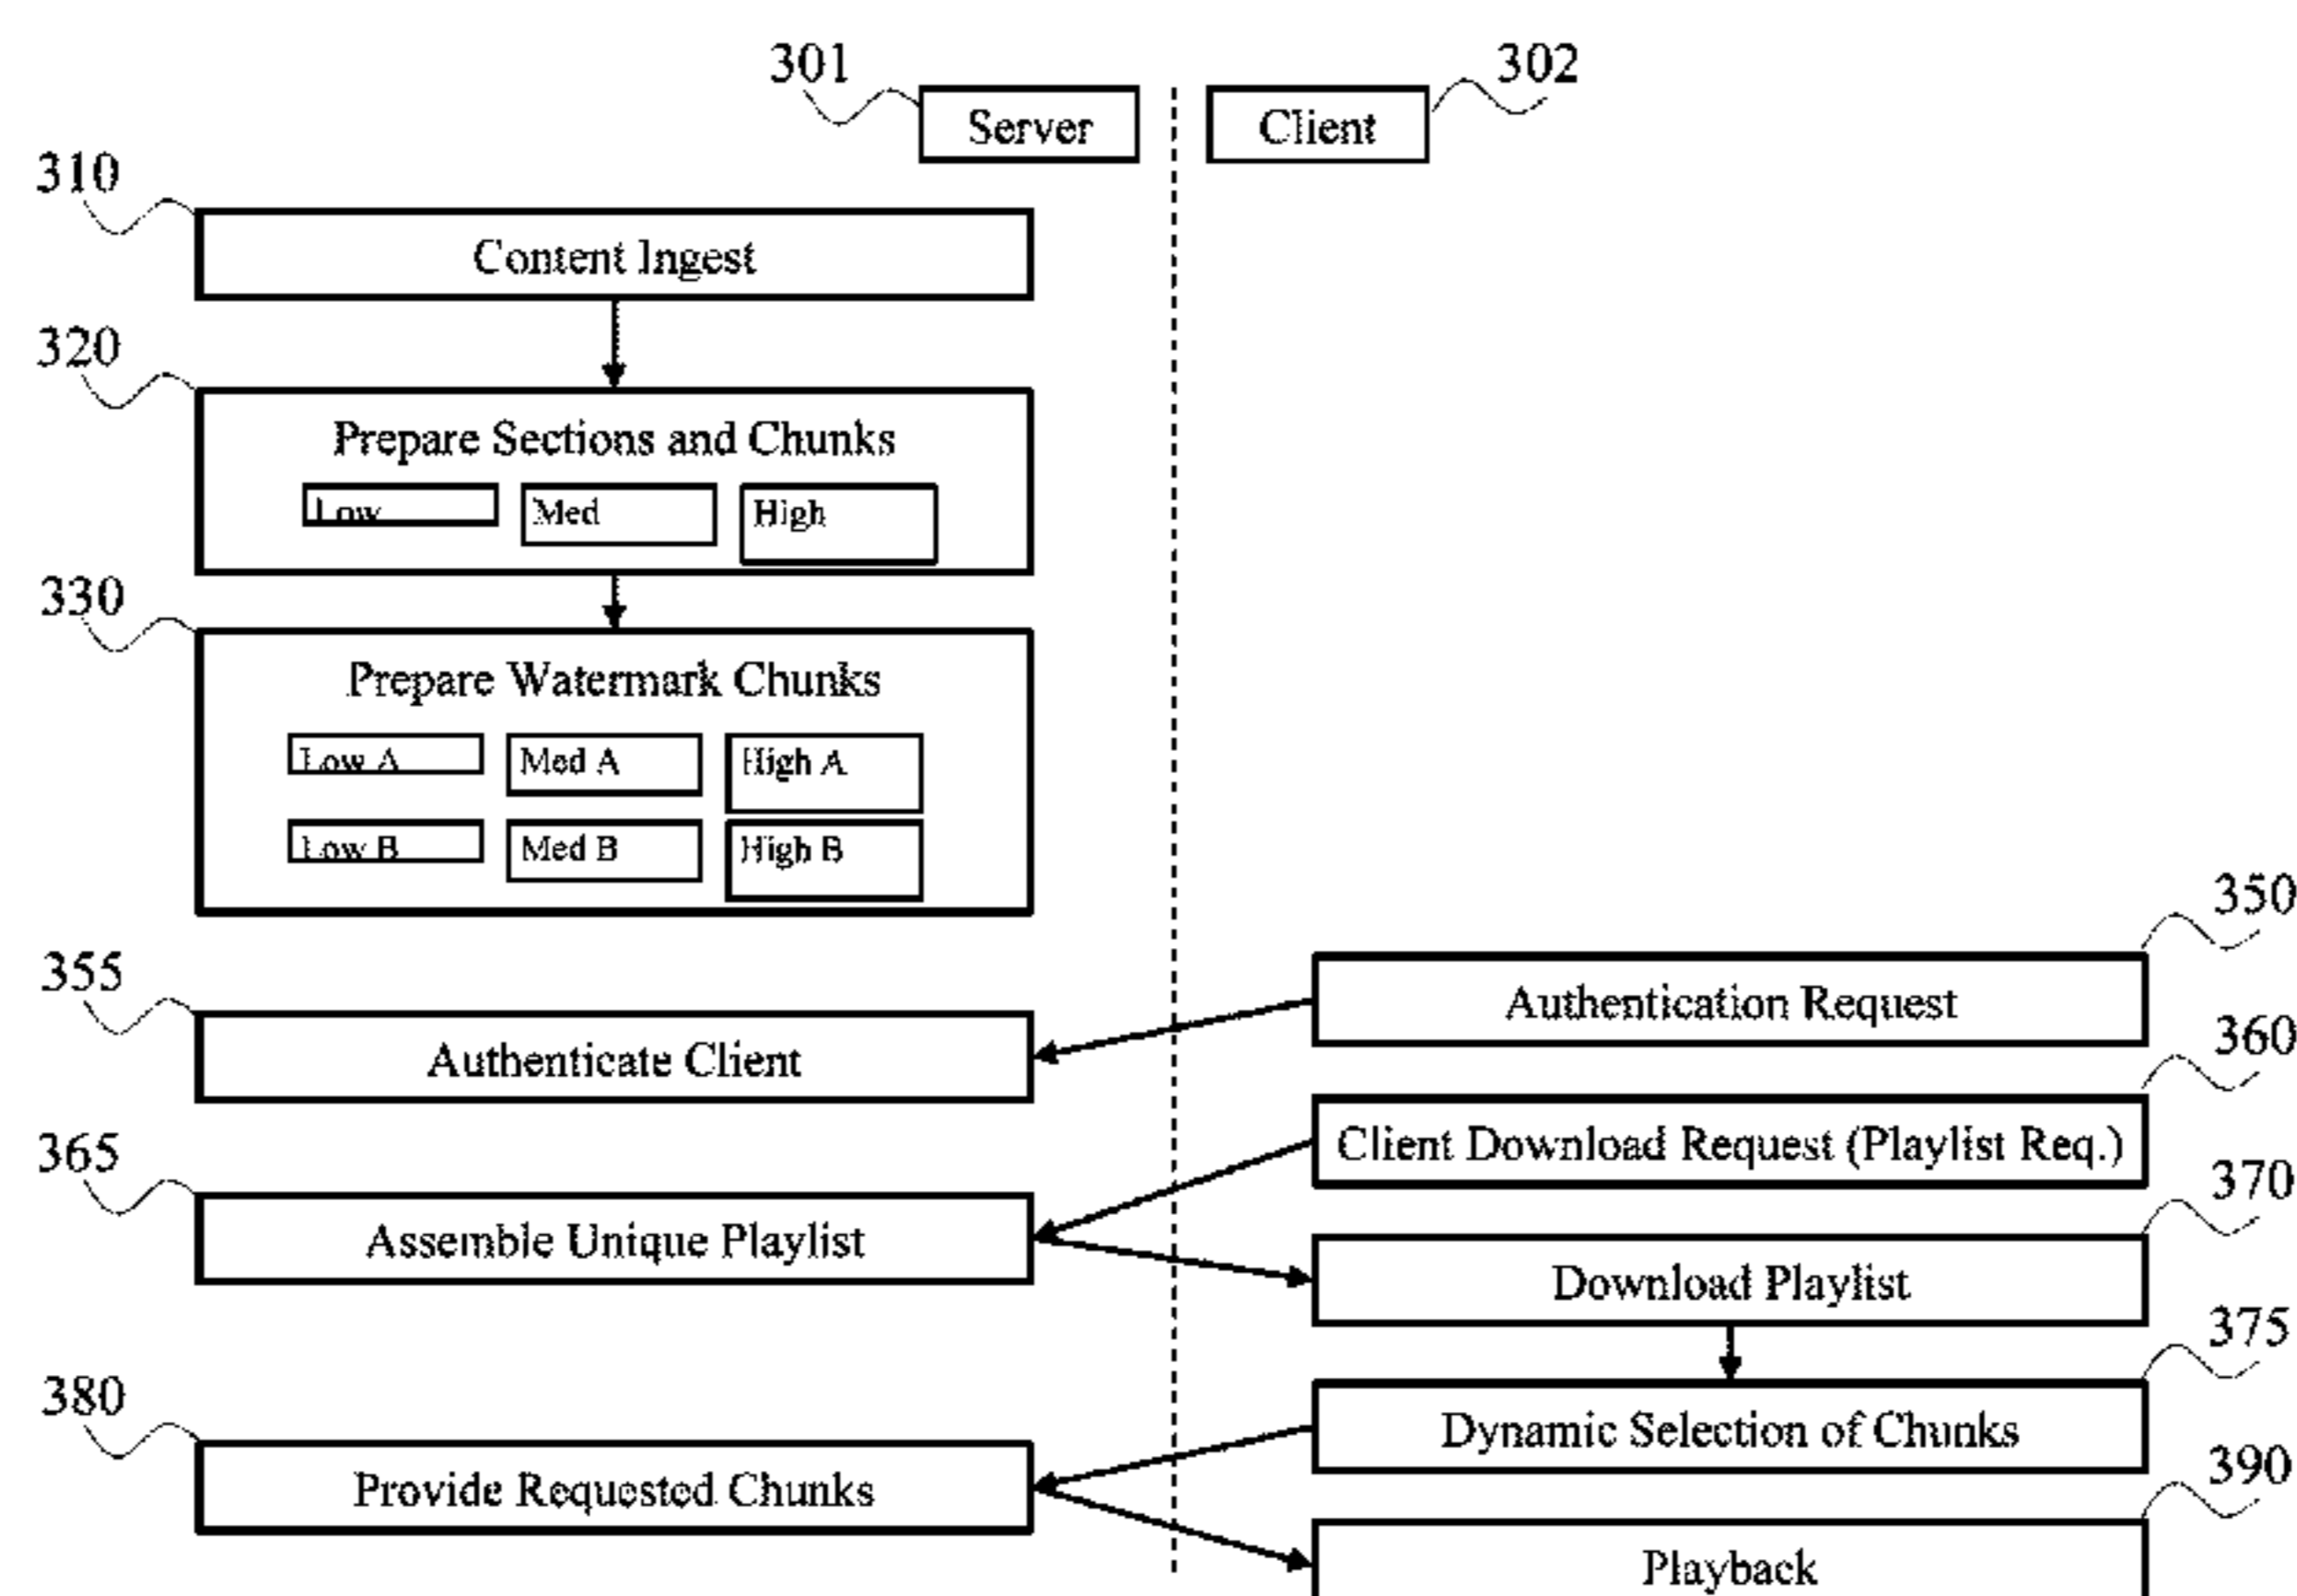 301
302
Server
Client
310
Content Ingest
320
Prepare Sections and Chunks
Low
Med
High
330
Prepare Watermark Chunks
Low A
Med A
High A
Low B
Med B
High B
350
355
Authentication Request
Authenticate Client
360
Client Download Request (Playlist Req.)
365
Assemble Unique Playlist
370
Download Playlist
375
Dynamic Selection of Chunks
380
Provide Requested Chunks
390
Playback